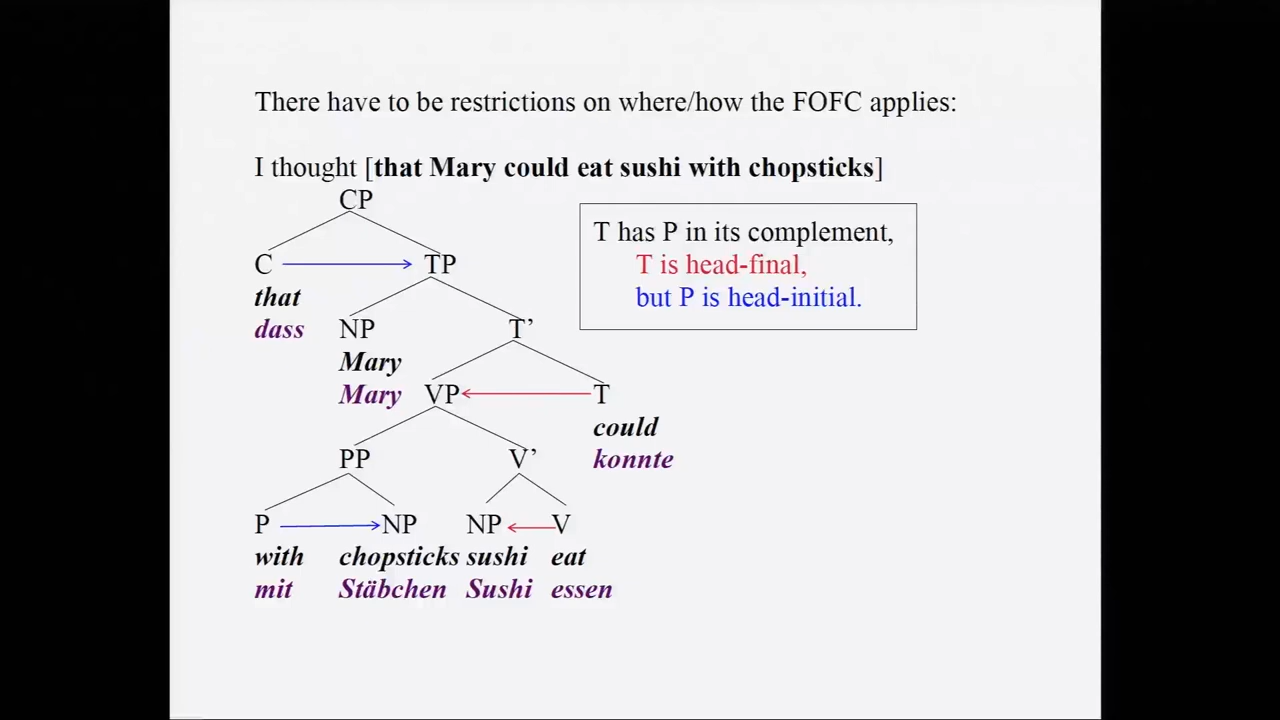 There have to be restrictions on where/how the FOFC applies:
I thought [that Mary could eat sushi with chopsticks]
CP
T has P in its complement,
T is head-final,
but P is head-initial.
C TP
that
dass NP T’
Mary
Mary VP T
could
PP V’ konnte
P NP NP V
with chopsticks sushi eat
mit Stäbchen Sushi essen